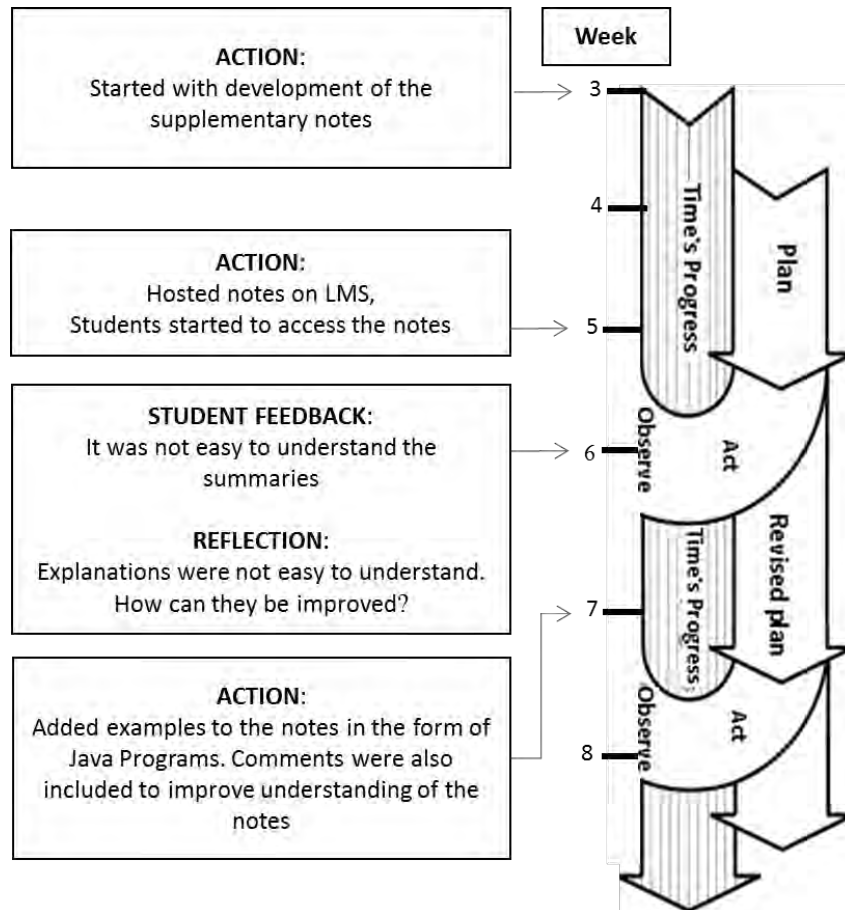 Week
ACTION:
Started with development of the
supplementary notes
3
4
ACTION:
Hosted notes on LMS,
Students started to access the notes
5
STUDENT FEEDBACK:
It was not easy to understand the
summaries
REFLECTION:
Explanations were not easy to understand.
How can they be improved?
6
7
ACTION:
Added examples to the notes in the form of
Java Programs. Comments were also
included to improve understanding of the
notes
8
Time's Progress
Plan
Observe
Act
Time's Progress
Revised plan
Observe
Act